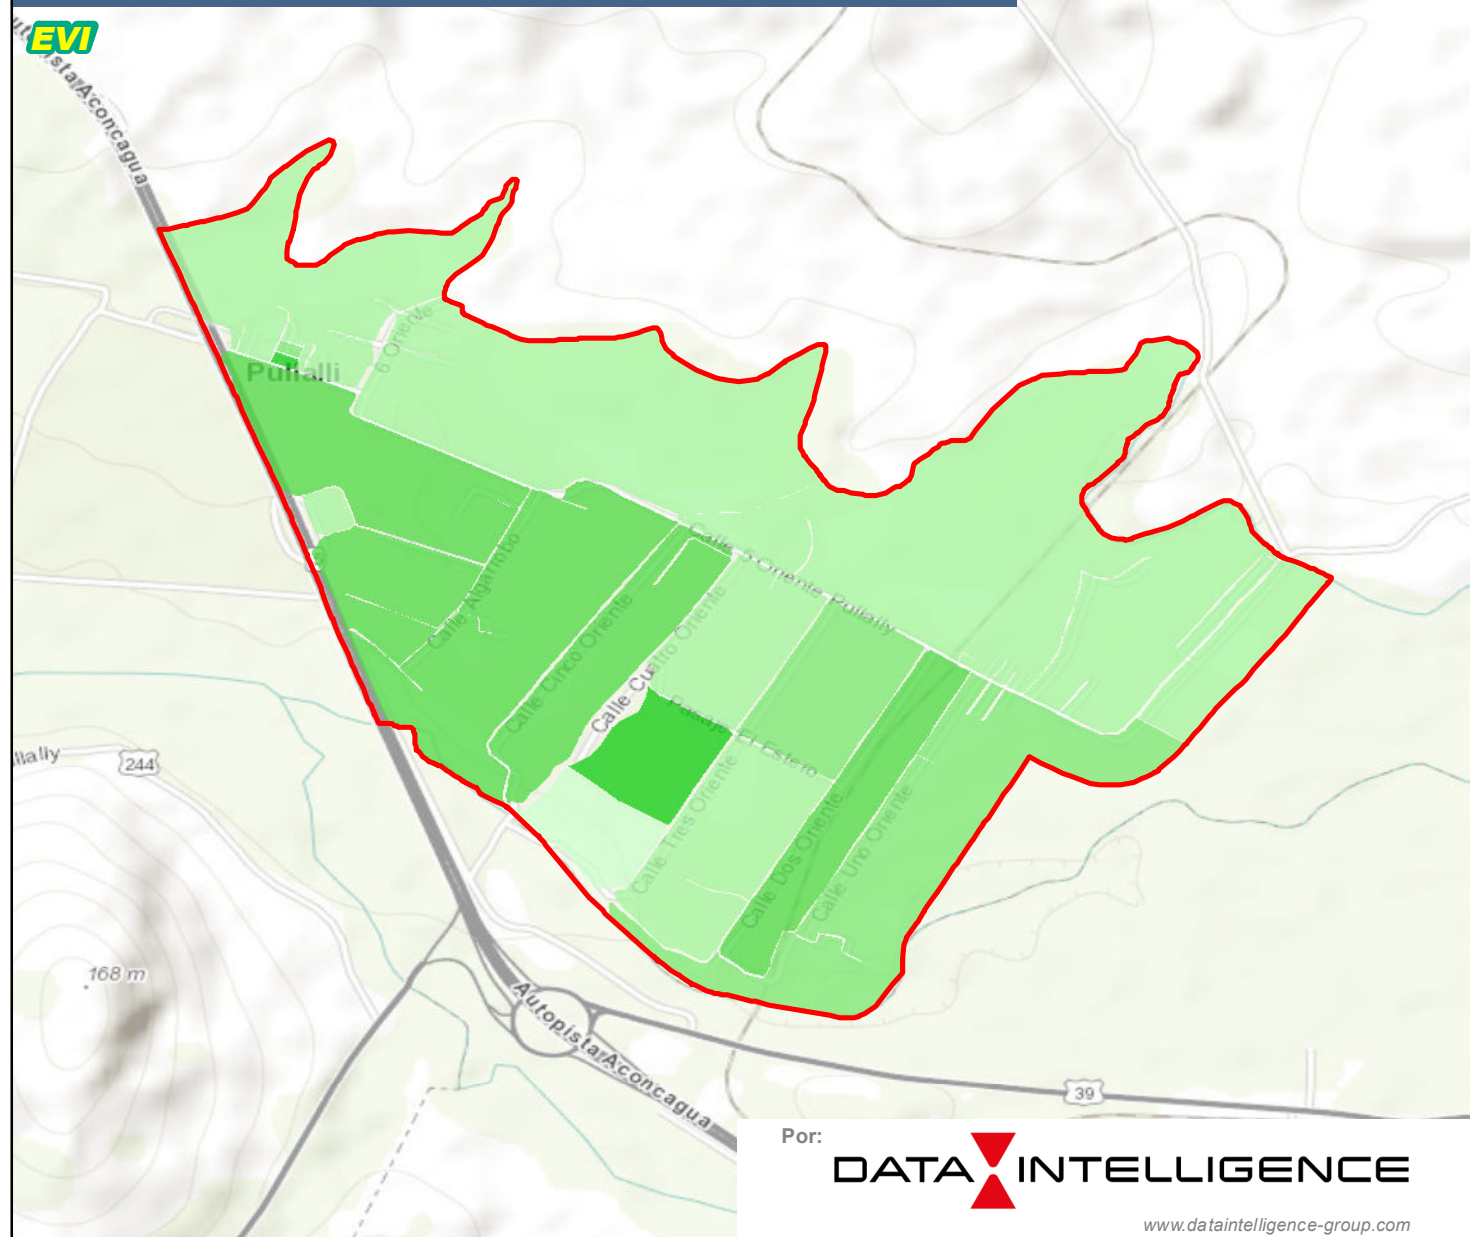 EVI
Autopista Aconcagua
6 Oriente
Pullalli
Calle 5 Oriente Pullally
Calle Algarrobo
Calle Cinco Oriente
Calle Cuatro Oriente
Pasaje El Estero
Calle Tres Oriente
Calle Dos Oriente
Calle Uno Oriente
244
168 m
Autopista Aconcagua
39
Por:
DATA INTELLIGENCE
www.dataintelligence-group.com